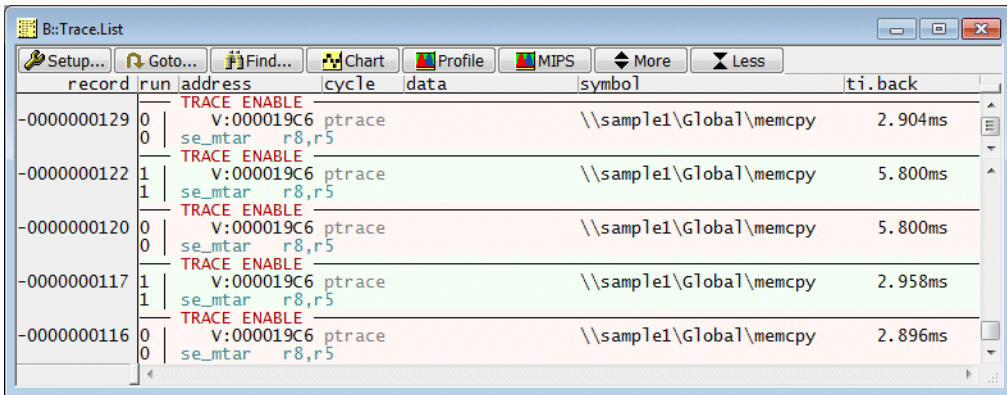 B::Trace.List
Setup... Goto... Find... Chart Profile MIPS More Less
record run address cycle data symbol ti.back
TRACE ENABLE
-0000000129 0 V:000019C6 ptrace \\sample1\Global\memcpy 2.904ms
0 se_mtar r8,r5
TRACE ENABLE
-0000000122 1 V:000019C6 ptrace \\sample1\Global\memcpy 5.800ms
1 se_mtar r8,r5
TRACE ENABLE
-0000000120 0 V:000019C6 ptrace \\sample1\Global\memcpy 5.800ms
0 se_mtar r8,r5
TRACE ENABLE
-0000000117 1 V:000019C6 ptrace \\sample1\Global\memcpy 2.958ms
1 se_mtar r8,r5
TRACE ENABLE
-0000000116 0 V:000019C6 ptrace \\sample1\Global\memcpy 2.896ms
0 se_mtar r8,r5